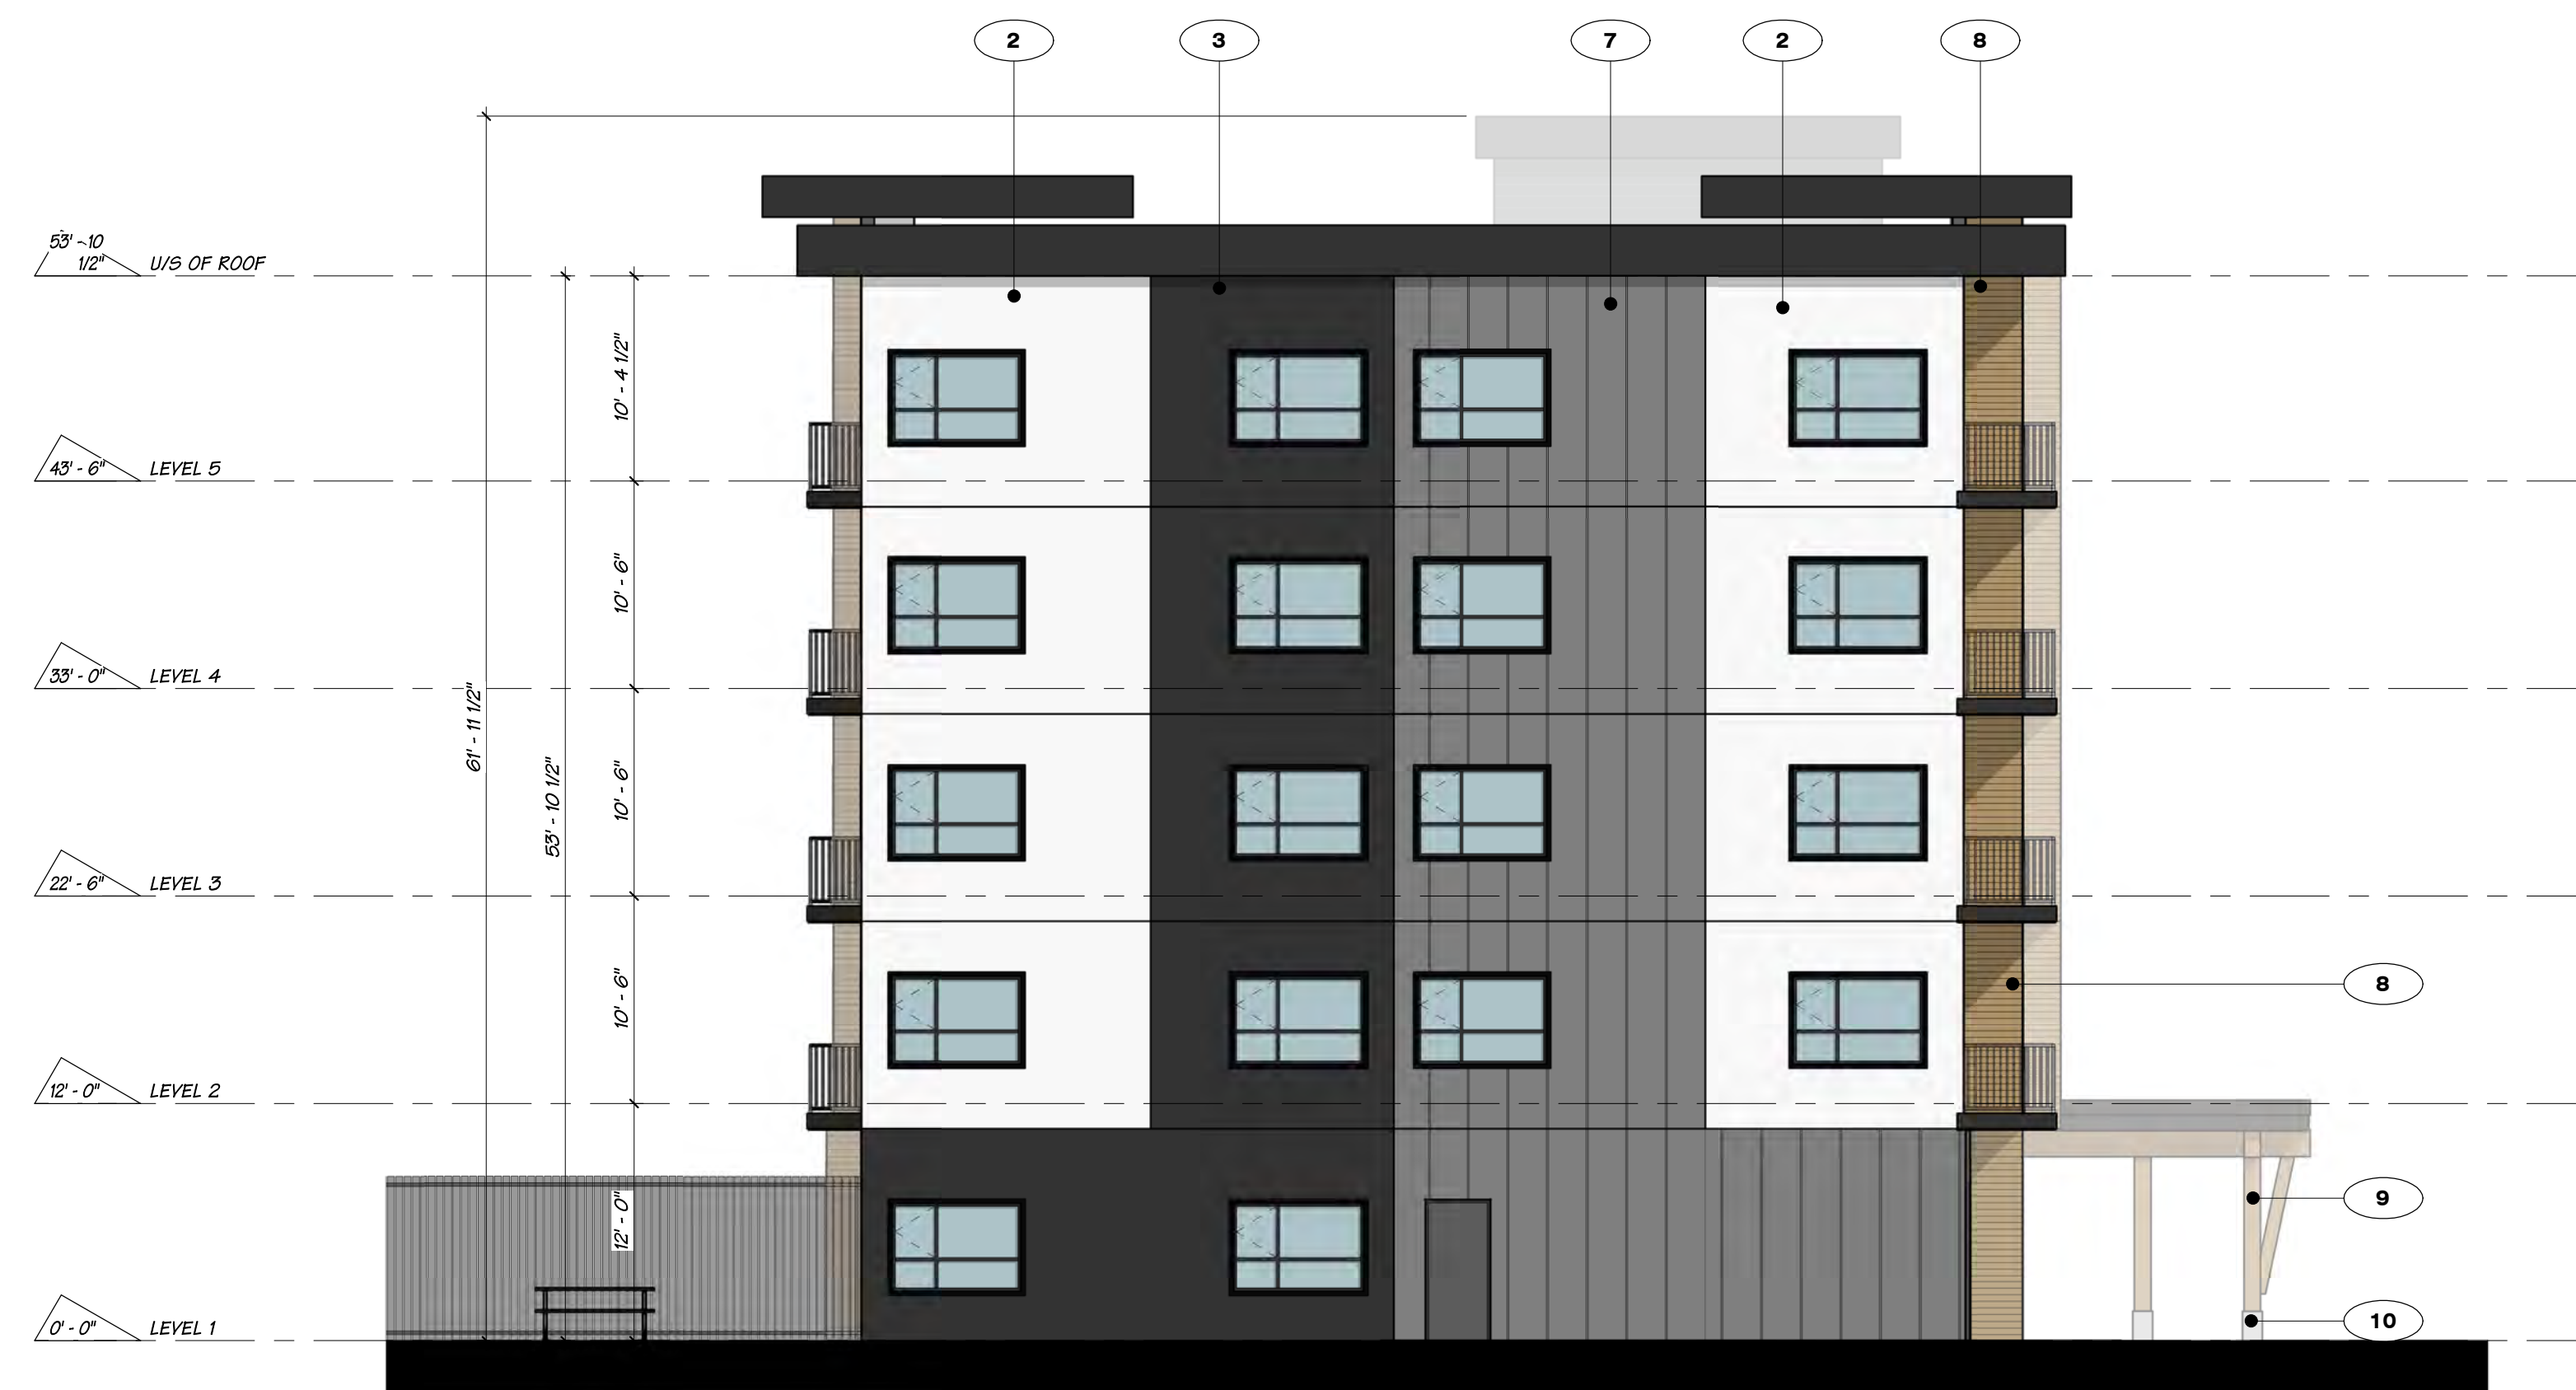 2
3
7
2
8
53' - 10
1/2"
U/S OF ROOF
10' - 4 1/2"
43' - 6"
LEVEL 5
10' - 6"
33' - 0"
LEVEL 4
61' - 11 1/2"
53' - 10 1/2"
10' - 6"
22' - 6"
LEVEL 3
10' - 6"
8
12' - 0"
LEVEL 2
12' - 0"
9
0' - 0"
LEVEL 1
10